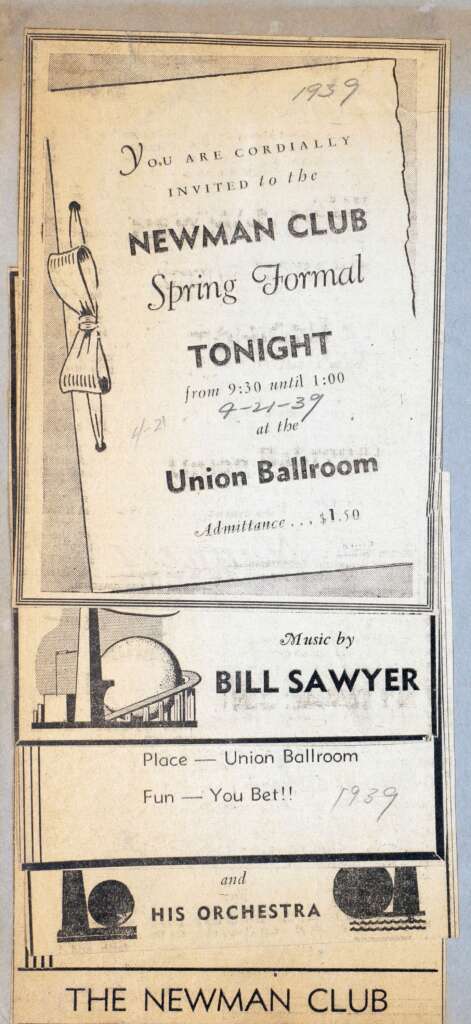 1939
YOU ARE CORDIALLY
INVITED to the
NEWMAN CLUB
Spring Formal
TONIGHT
from 9:30 until 1:00
4-21-39
4-21
at the
Union Ballroom
Admittance... $1.50
Music by
BILL SAWYER
Place — Union Ballroom
Fun — You Bet!!
1939
and
HIS ORCHESTRA
THE NEWMAN CLUB